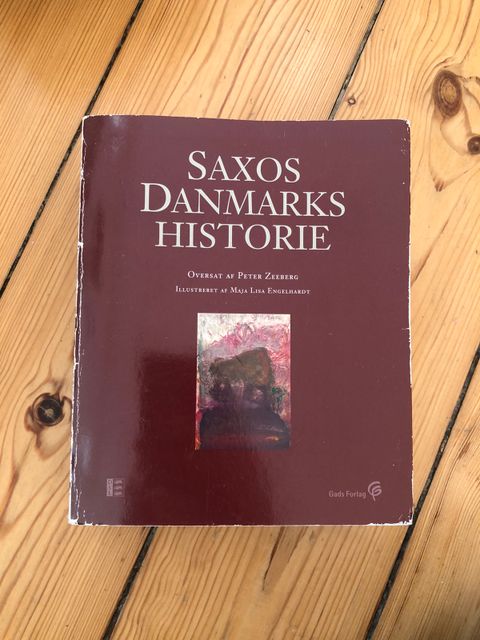 SAXOS
DANMARKS
HISTORIE
OVERSAT AF PETER ZEEBERG
ILLUSTRERET AF MAJA LISA ENGELHARDT
Gads Forlag